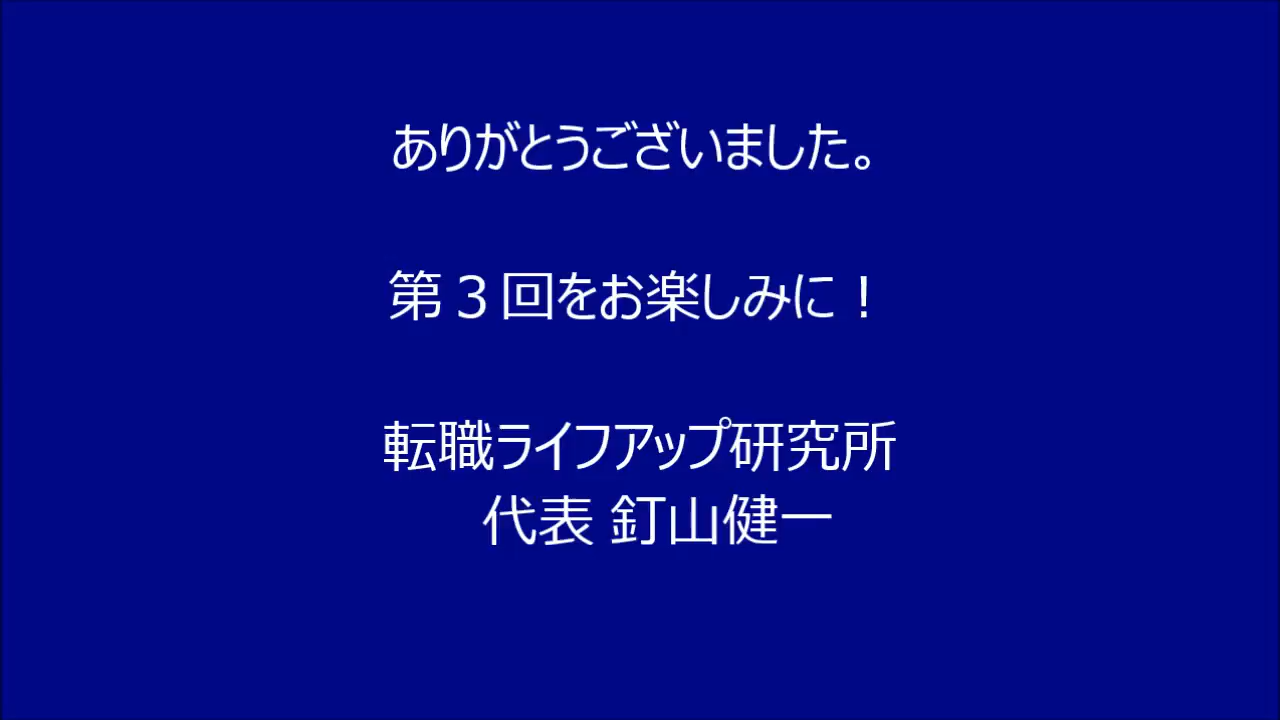 ありがとうございました。
第３回をお楽しみに！
転職ライフアップ研究所
代表 釘山健一